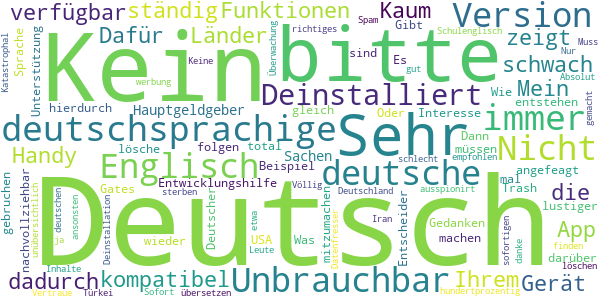 verfügbar ständig Funktionen Kaum Version
Sprache Unterstützung Dafür Länder Überwachung Spam richtiges Gibt Schulenglisch Muss
Katastrophal Kein Keine bitte sind Es zeigt Nur
werbung Deinstalliert gut schwach Absolut
hierdurch Hauptgeldgeber gleich Wie Mein
deutschsprachige Oder Interesse entstehen gemacht
Sehr immer
Handy lösche folgen total Dann Nicht
Englisch Beispiel Sachen deutsche müssen empfohlen
gebruchen nachvollziehbar Entwicklungshilfe schlecht mal Trash angefeagt
unübersichtlich Gates Völlig sterben Deutschland ausspioniert die
deutschen Deinstallation Deutscher etwa Iran Entscheider Gedanken lustiger
Deutsch
ja ansonsten wieder USA Was mitzumachen machen App
Inhalte Leute Dateninteresse sofortigen danke finden darüber
dadurch kompatibel Unbrauchbar Ihrem Gerät
Vertraue Türkei Sofort übersetzen hundertprozentig löschen